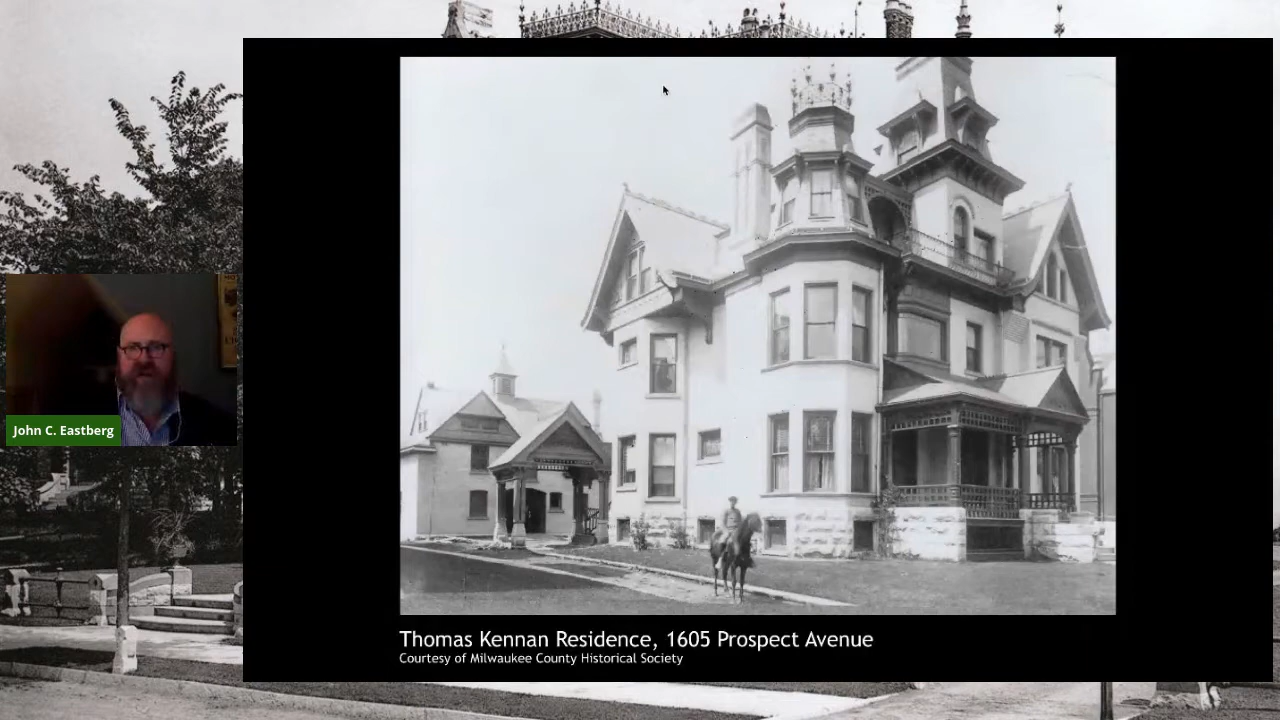 John C. Eastberg
Thomas Kennan Residence, 1605 Prospect Avenue
Courtesy of Milwaukee County Historical Society